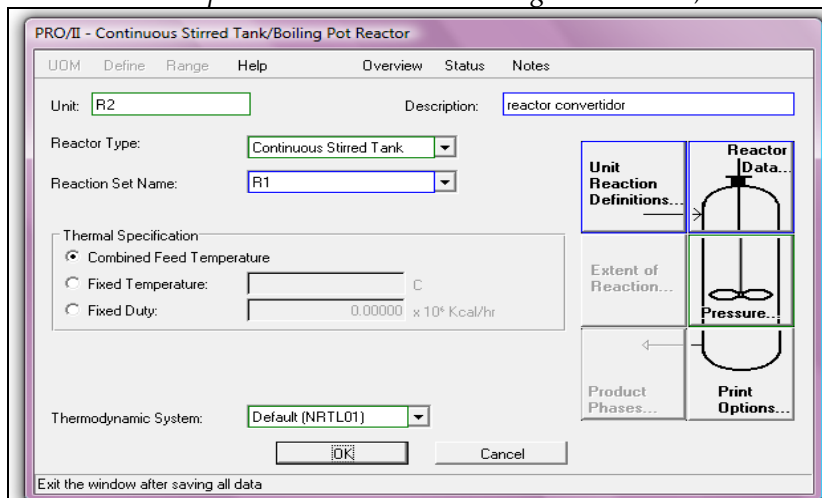 PRO/II - Continuous Stirred Tank/Boiling Pot Reactor
UOM Define Range Help Overview Status Notes
Unit: R2 Description: reactor convertidor
Reactor Type: Continuous Stirred Tank
Reaction Set Name: R1
Unit Reaction Definitions...
Reactor Data...
Thermal Specification
Combined Feed Temperature
Fixed Temperature: C
Fixed Duty: 0.00000 x 10⁶ Kcal/hr
Extent of Reaction...
Pressure...
Product Phases...
Print Options...
Thermodynamic System: Default (NRTL01)
OK Cancel
Exit the window after saving all data